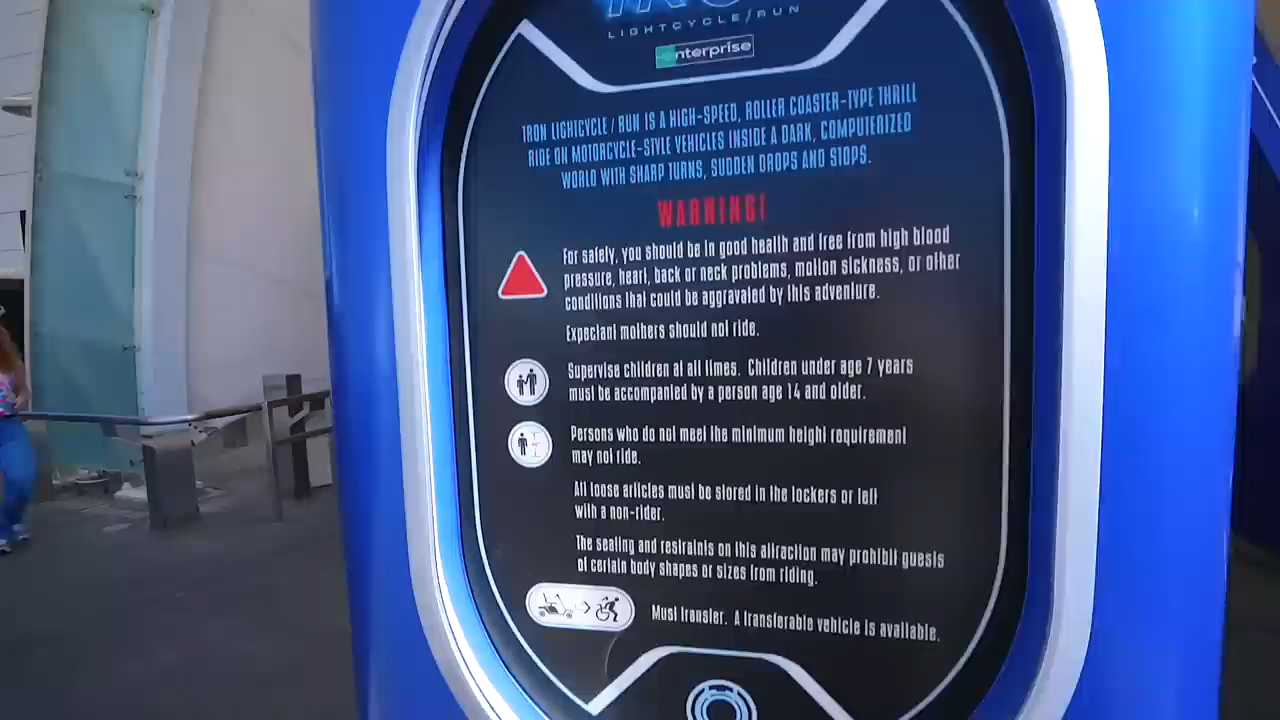 TRON
LIGHTCYCLE/RUN
enterprise
TRON LIGHTCYCLE / RUN IS A HIGH-SPEED, ROLLER COASTER-TYPE THRILL
RIDE ON MOTORCYCLE-STYLE VEHICLES INSIDE A DARK, COMPUTERIZED
WORLD WITH SHARP TURNS, SUDDEN DROPS AND STOPS.
WARNING!
For safety, you should be in good health and free from high blood
pressure, heart, back or neck problems, motion sickness, or other
conditions that could be aggravated by this adventure.
Expectant mothers should not ride.
Supervise children at all times. Children under age 7 years
must be accompanied by a person age 14 and older.
Persons who do not meet the minimum height requirement
may not ride.
All loose articles must be stored in the lockers or left
with a non-rider.
The seating and restraints on this attraction may prohibit guests
of certain body shapes or sizes from riding.
Must transfer. A transferable vehicle is available.